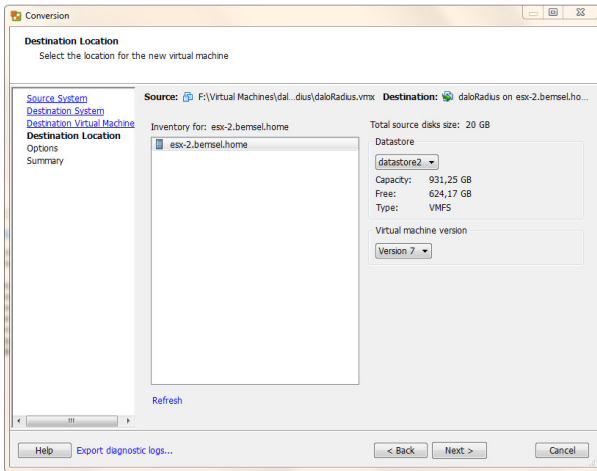 Conversion
Destination Location
Select the location for the new virtual machine
Source System
Destination System
Destination Virtual Machine
Destination Location
Options
Summary
Source: F:\Virtual Machines\dal...dius\daloRadius.vmx Destination: daloRadius on esx-2.bemsel.ho...
Inventory for: esx-2.bemsel.home
esx-2.bemsel.home
Refresh
Total source disks size: 20 GB
Datastore
datastore2
Capacity: 931,25 GB
Free: 624,17 GB
Type: VMFS
Virtual machine version
Version 7
Help Export diagnostic logs... < Back Next > Cancel